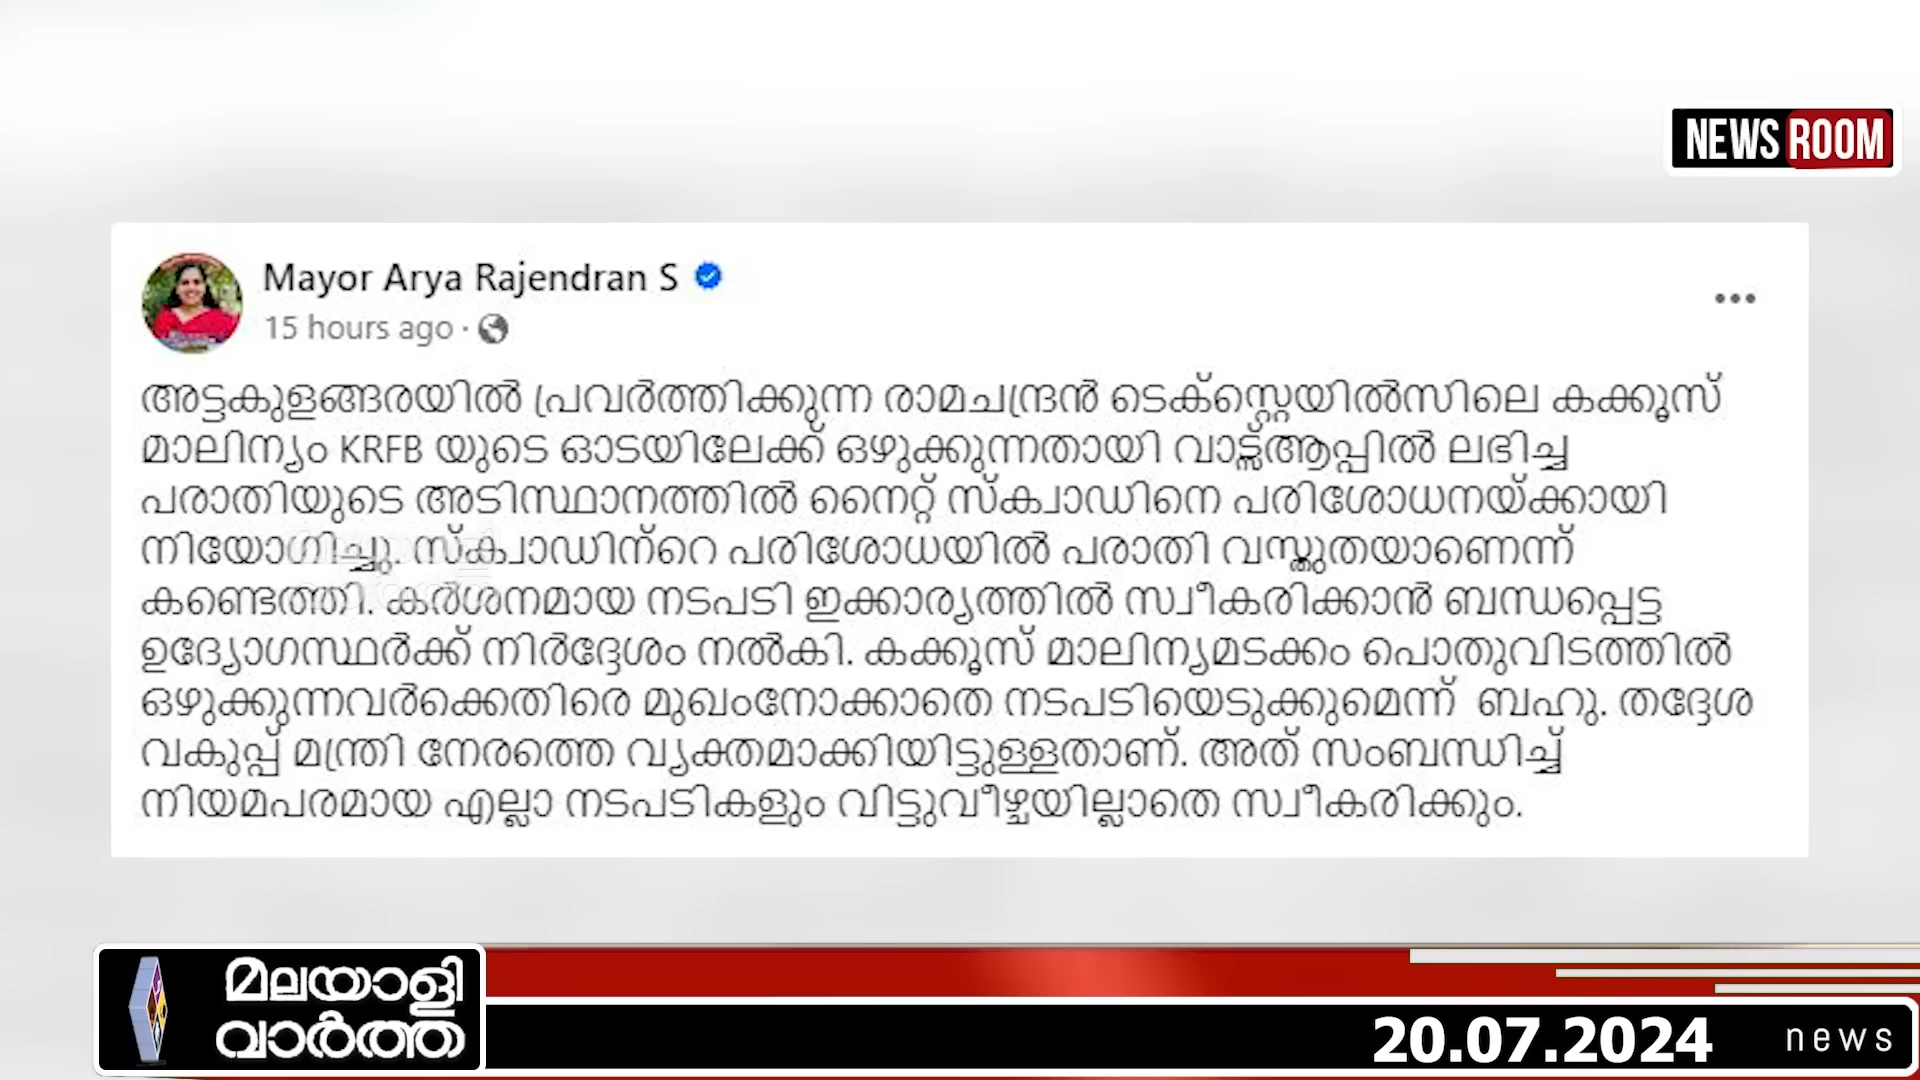 NEWS ROOM
Mayor Arya Rajendran S
15 hours ago ·
അട്ടകുളങ്ങരയിൽ പ്രവർത്തിക്കുന്ന രാമചന്ദ്രൻ ടെക്സ്റ്റെയിൽസിലെ കക്കൂസ്
മാലിന്യം KRFB യുടെ ഓടയിലേക്ക് ഒഴുക്കുന്നതായി വാട്സ്ആപ്പിൽ ലഭിച്ച
പരാതിയുടെ അടിസ്ഥാനത്തിൽ നൈറ്റ് സ്ക്വാഡിനെ പരിശോധനയ്ക്കായി
നിയോഗിച്ചു. സ്ക്വാഡിന്റെ പരിശോധയിൽ പരാതി വസ്തുതയാണെന്ന്
കണ്ടെത്തി. കർശനമായ നടപടി ഇക്കാര്യത്തിൽ സ്വീകരിക്കാൻ ബന്ധപ്പെട്ട
ഉദ്യോഗസ്ഥർക്ക് നിർദ്ദേശം നൽകി. കക്കൂസ് മാലിന്യമടക്കം പൊതുവിടത്തിൽ
ഒഴുക്കുന്നവർക്കെതിരെ മുഖംനോക്കാതെ നടപടിയെടുക്കുമെന്ന് ബഹു. തദ്ദേശ
വകുപ്പ് മന്ത്രി നേരത്തെ വ്യക്തമാക്കിയിട്ടുള്ളതാണ്. അത് സംബന്ധിച്ച്
നിയമപരമായ എല്ലാ നടപടികളും വിട്ടുവീഴ്ചയില്ലാതെ സ്വീകരിക്കും.
മലയാളി
വാർത്ത
20.07.2024 news